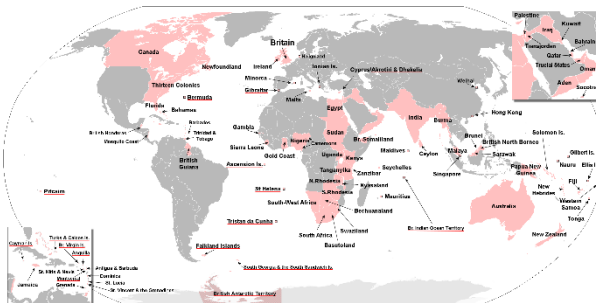 Palestine
Kuwait
Iraq
Bahrain
Transjordan
Qatar
Trucial States
Oman
Aden
Socotra
Britain
Canada
Newfoundland
Ireland
Heligoland
Ionian Is.
Cyprus/Akrotiri & Dhekelia
Minorca
Gibraltar
Malta
Weihai
Thirteen Colonies
Bermuda
Florida
Bahamas
Egypt
India
Burma
Hong Kong
British Honduras
Mosquito Coast
Barbados
Trinidad &
Tobago
Gambia
Sudan
Sierra Leone
Nigeria
Cameroons
Gold Coast
Br. Somaliland
Maldives
Ceylon
Malaya
Brunei
British North Borneo
Sarawak
Singapore
Solomon Is.
Gilbert Is.
Nauru
Ellis I
British
Guiana
Ascension Is.
Uganda
Kenya
Tanganyika
Zanzibar
Seychelles
Papua New
Guinea
Fiji
New
Hebrides
Western
Samoa
Tonga
Pitcairn
St Helena
N.Rhodesia
Nyasaland
S.Rhodesia
Mauritius
South-West Africa
Bechuanaland
Br. Indian Ocean Territory
Australia
Tristan da Cunha
Swaziland
South Africa
Basutoland
New Zealand
Falkland Islands
South Georgia & the South Sandwich Is.
British Antarctic Territory
Cayman Is.
Turks & Caicos Is.
Br. Virgin Is.
Anguilla
St. Kitts & Nevis
Antigua & Barbuda
Montserrat
Dominica
St. Lucia
Jamaica
Grenada
St. Vincent & the Grenadines